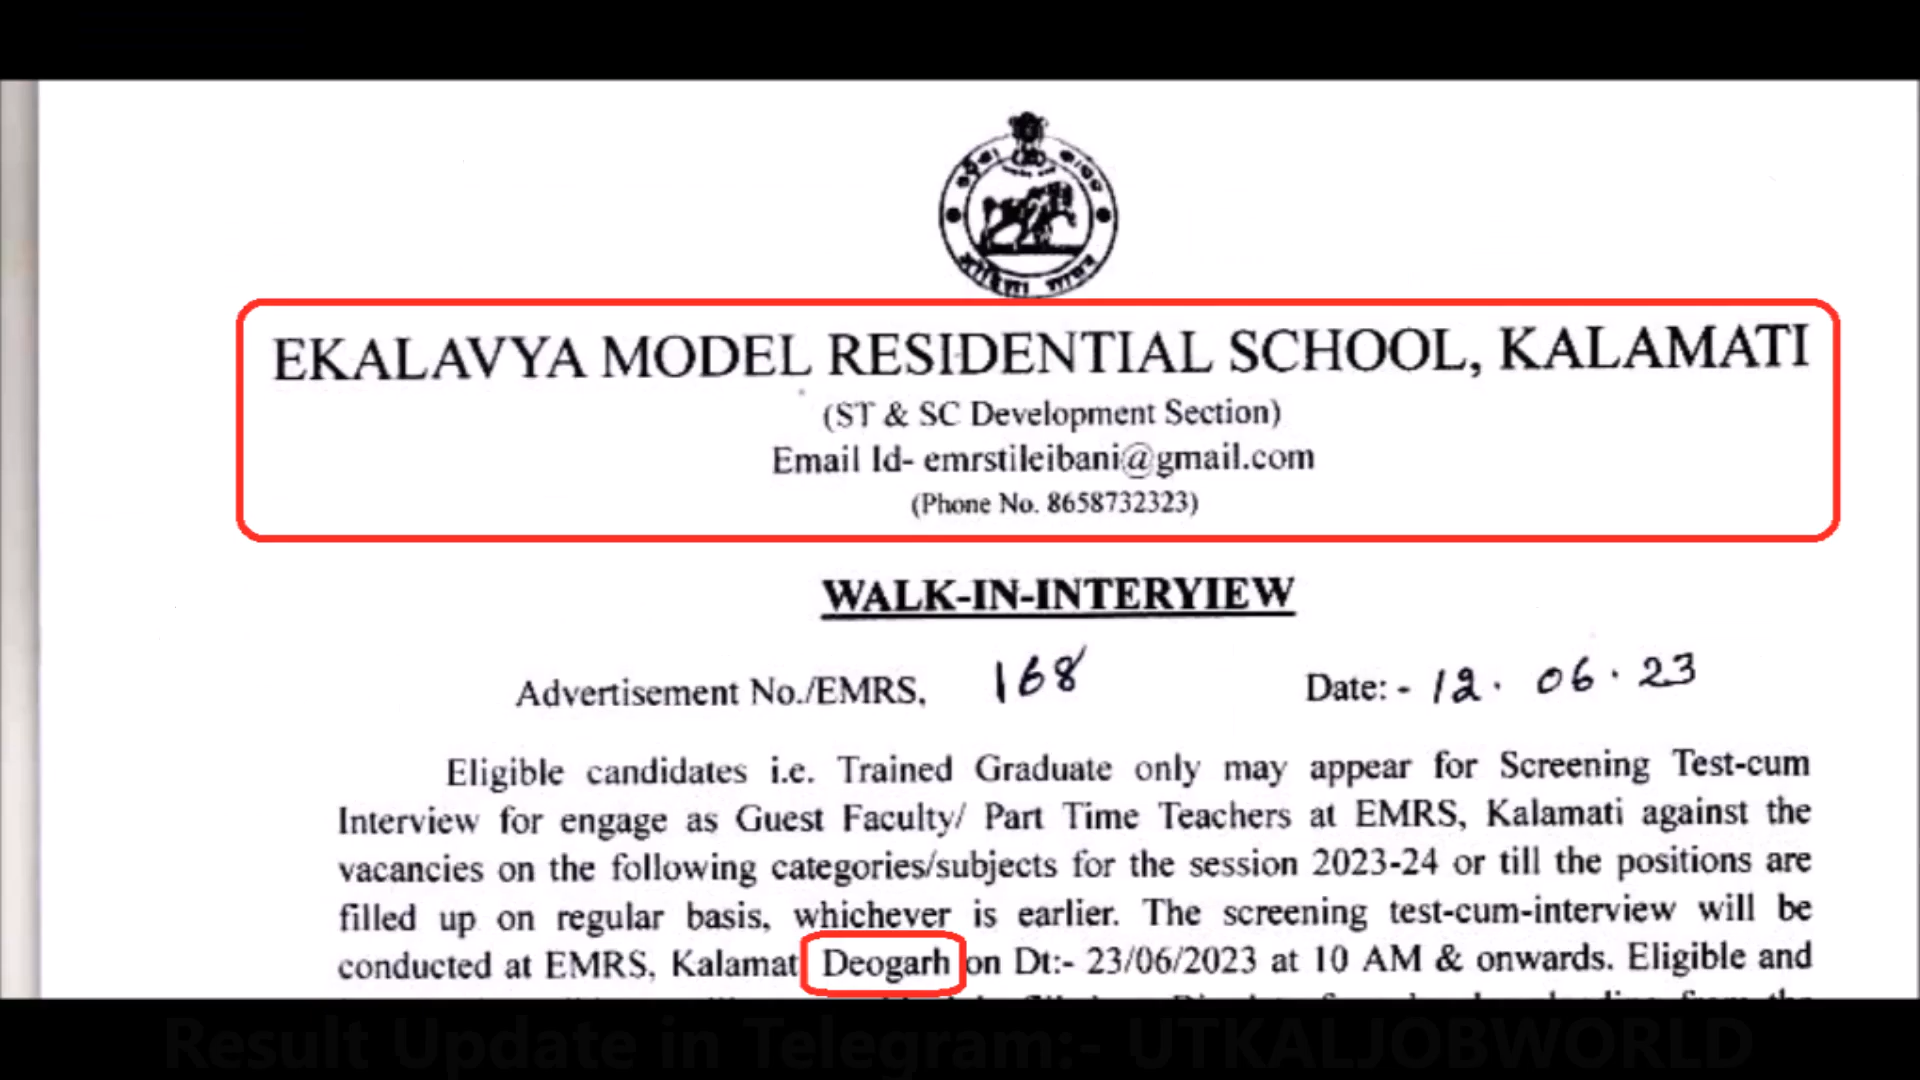 EKALAVYA MODEL RESIDENTIAL SCHOOL, KALAMATI
(ST & SC Development Section)
Email Id- emrstileibani@gmail.com
(Phone No. 8658732323)
WALK-IN-INTERYIEW
Advertisement No./EMRS, 168 Date: - 12.06.23
Eligible candidates i.e. Trained Graduate only may appear for Screening Test-cum
Interview for engage as Guest Faculty/ Part Time Teachers at EMRS, Kalamati against the
vacancies on the following categories/subjects for the session 2023-24 or till the positions are
filled up on regular basis, whichever is earlier. The screening test-cum-interview will be
conducted at EMRS, Kalamat Deogarh on Dt:- 23/06/2023 at 10 AM & onwards. Eligible and
Result Update in Telegram:- UTKALJOBWORLD